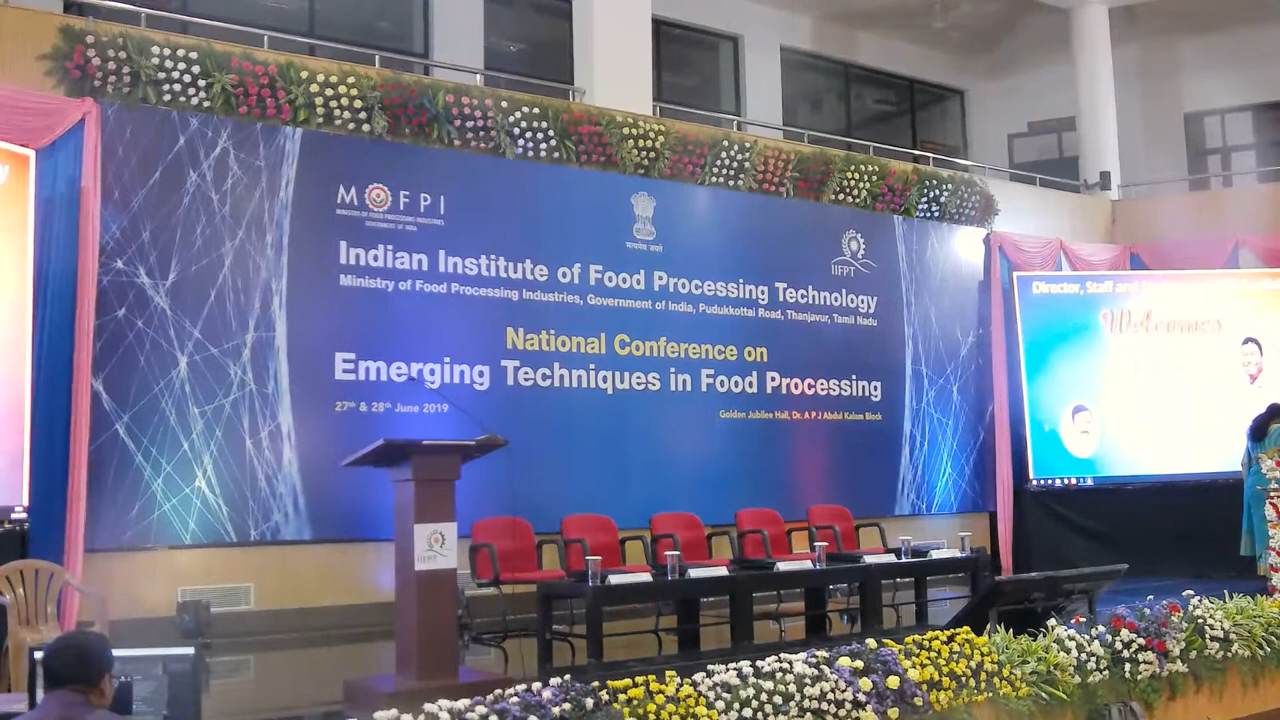 MOFPI
MINISTRY OF FOOD PROCESSING INDUSTRIES
GOVERNMENT OF INDIA
सत्यमेव जयते
IIFPT
Indian Institute of Food Processing Technology
Ministry of Food Processing Industries, Government of India, Pudukkottai Road, Thanjavur, Tamil Nadu
National Conference on
Emerging Techniques in Food Processing
27th & 28th June 2019
Golden Jubilee Hall, Dr. A P J Abdul Kalam Block
Director, Staff and
Welcomes
IIFPT